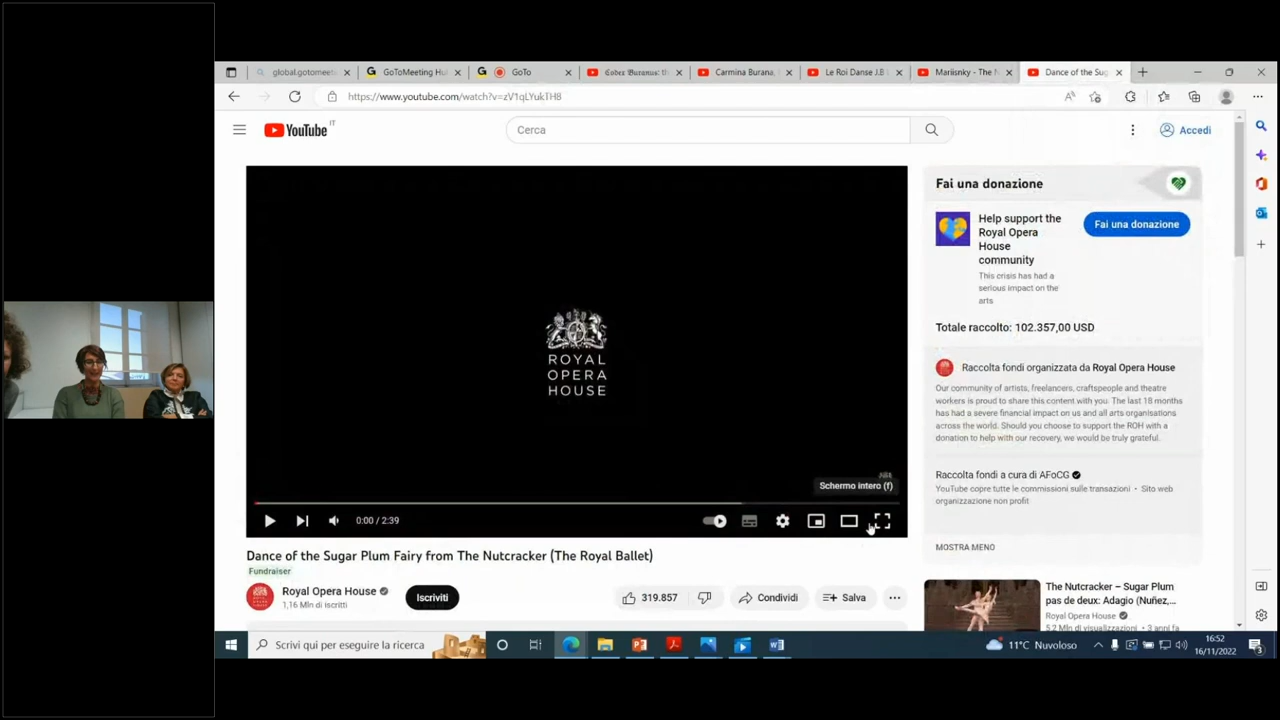 global.gotomeeti
GoToMeeting Hu
GoTo
Carmina Burana.
Le Roi Danse J.B
Mariisnky - The N
Dance of the Sug
https://www.youtube.com/watch?v=zV1qLYukTH8
YouTube IT
Cerca
Accedi
ROYAL
OPERA
HOUSE
Schermo intero (f)
0:00 / 2:39
Dance of the Sugar Plum Fairy from The Nutcracker (The Royal Ballet)
Fundraiser
Royal Opera House
1,16 Mln di iscritti
Iscriviti
319.857
Condividi
Salva
Fai una donazione
Help support the
Royal Opera
House
community
Fai una donazione
This crisis has had a
serious impact on the
arts
Totale raccolto: 102.357,00 USD
Raccolta fondi organizzata da Royal Opera House
Our community of artists, freelancers, craftspeople and theatre
workers is proud to share this content with you. The last 18 months
has had a severe financial impact on us and all arts organisations
across the world. Should you choose to support the ROH with a
donation to help with our recovery, we would be truly grateful.
Raccolta fondi a cura di AFoCG
YouTube copre tutte le commissioni sulle transazioni • Sito web
organizzazione non profit
MOSTRA MENO
The Nutcracker – Sugar Plum
pas de deux: Adagio (Nuñez,...
Royal Opera House
5,2 Mln di visualizzazioni • 3 anni fa
Scrivi qui per eseguire la ricerca
11°C Nuvoloso
16:52
16/11/2022